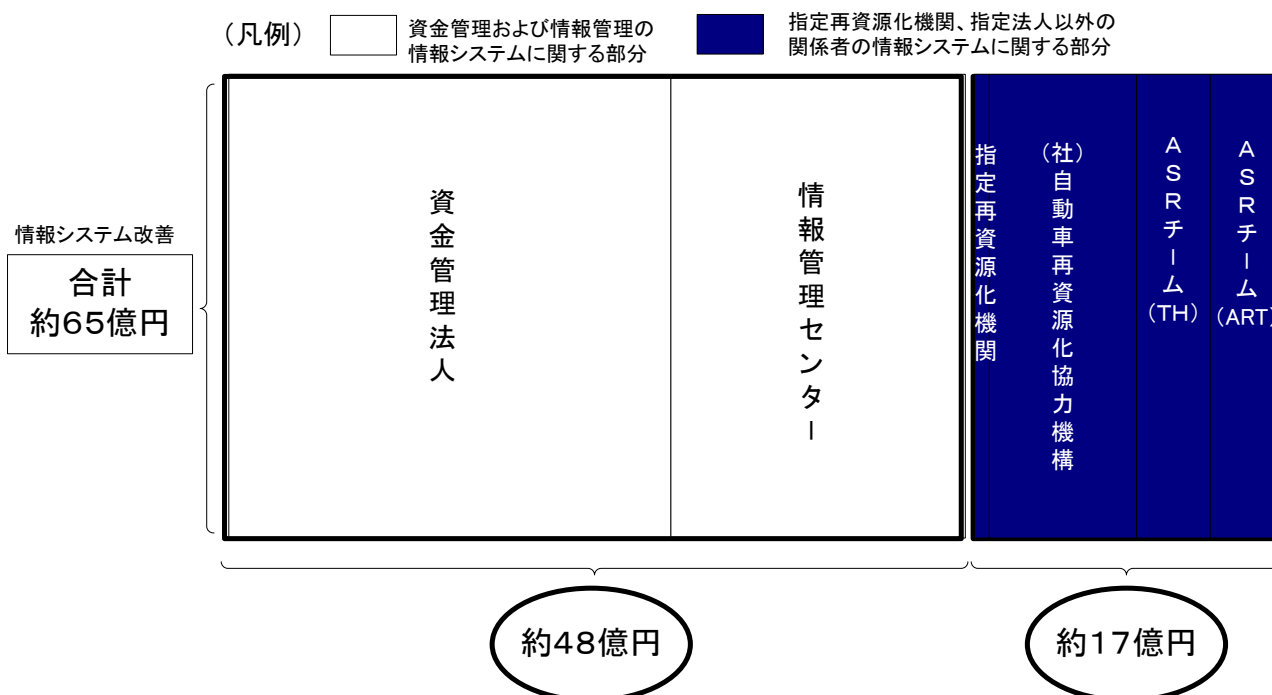 （凡例）
資金管理および情報管理の
情報システムに関する部分
指定再資源化機関、指定法人以外の
関係者の情報システムに関する部分
情報システム改善
合計
約65億円
資金管理法人
情報管理センター
指定再資源化機関
（社）自動車再資源化協力機構
ASRチーム（TH）
ASRチーム（ART）
約48億円
約17億円